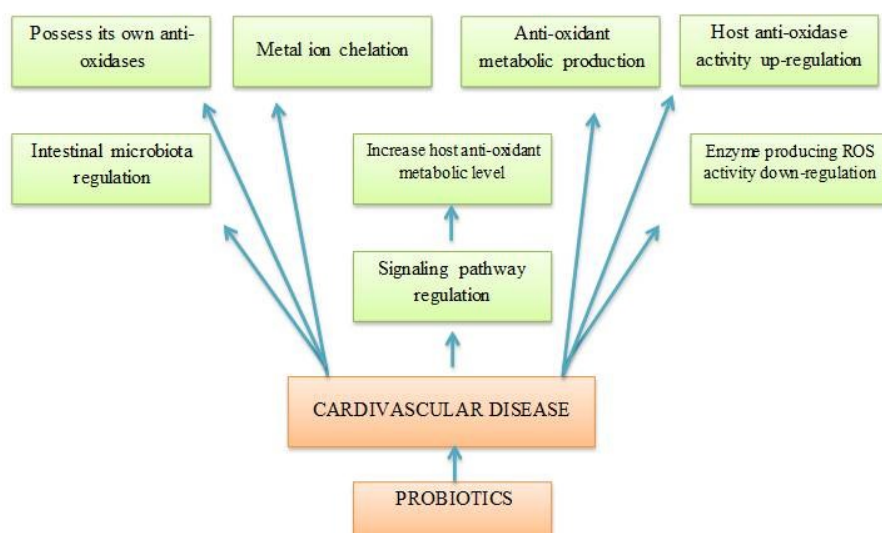 Possess its own anti-
oxidases
Metal ion chelation
Anti-oxidant
metabolic production
Host anti-oxidase
activity up-regulation
Intestinal microbiota
regulation
Increase host anti-oxidant
metabolic level
Enzyme producing ROS
activity down-regulation
Signaling pathway
regulation
CARDIVASCULAR DISEASE
PROBIOTICS